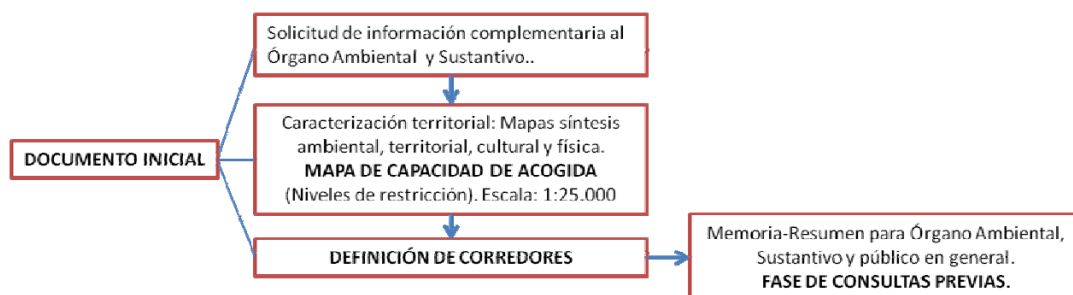 Solicitud de información complementaria al
Órgano Ambiental y Sustantivo..
DOCUMENTO INICIAL
Caracterización territorial: Mapas síntesis
ambiental, territorial, cultural y física.
MAPA DE CAPACIDAD DE ACOGIDA
(Niveles de restricción). Escala: 1:25.000
DEFINICIÓN DE CORREDORES
Memoria-Resumen para Órgano Ambiental,
Sustantivo y público en general.
FASE DE CONSULTAS PREVIAS.